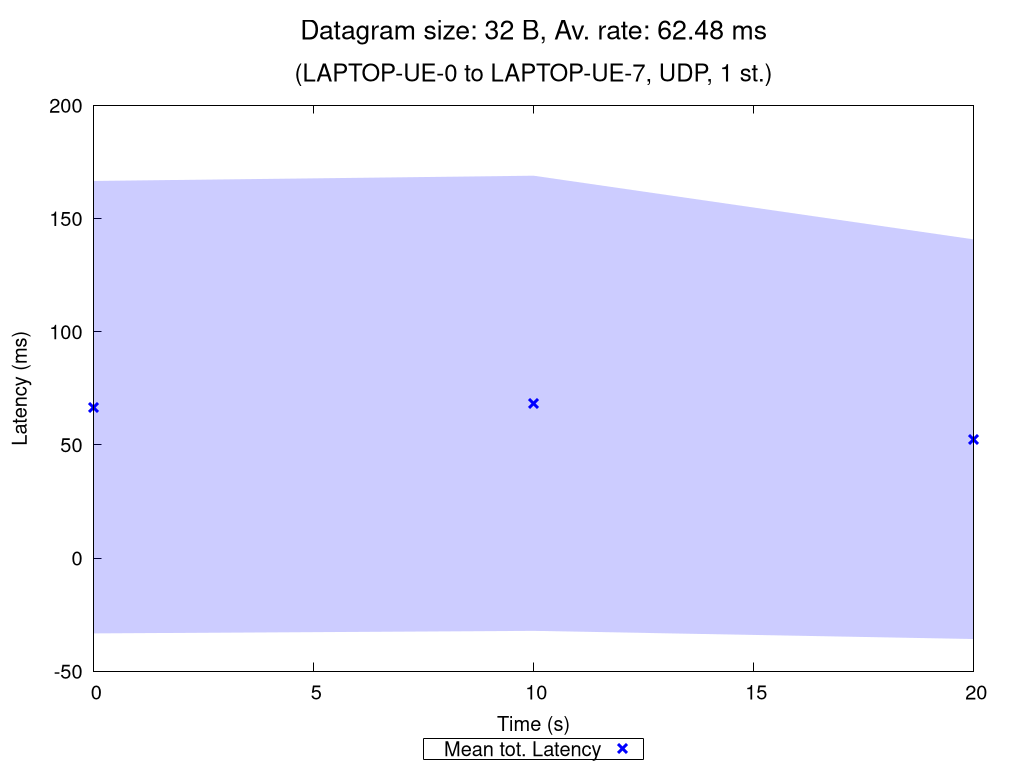 Datagram size: 32 B, Av. rate: 62.48 ms
(LAPTOP-UE-0 to LAPTOP-UE-7, UDP, 1 st.)
200
150
100
50
0
-50
Latency (ms)
0 5 10 15 20
Time (s)
Mean tot. Latency